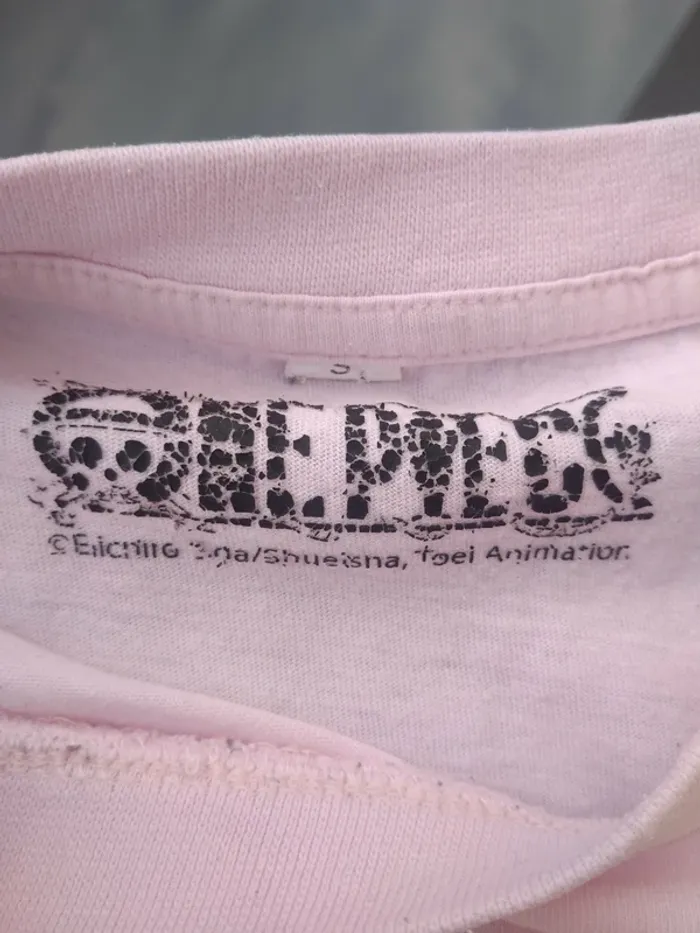 S
ONE PIECE
©Eiichiro Oda/Shueisha, Toei Animation